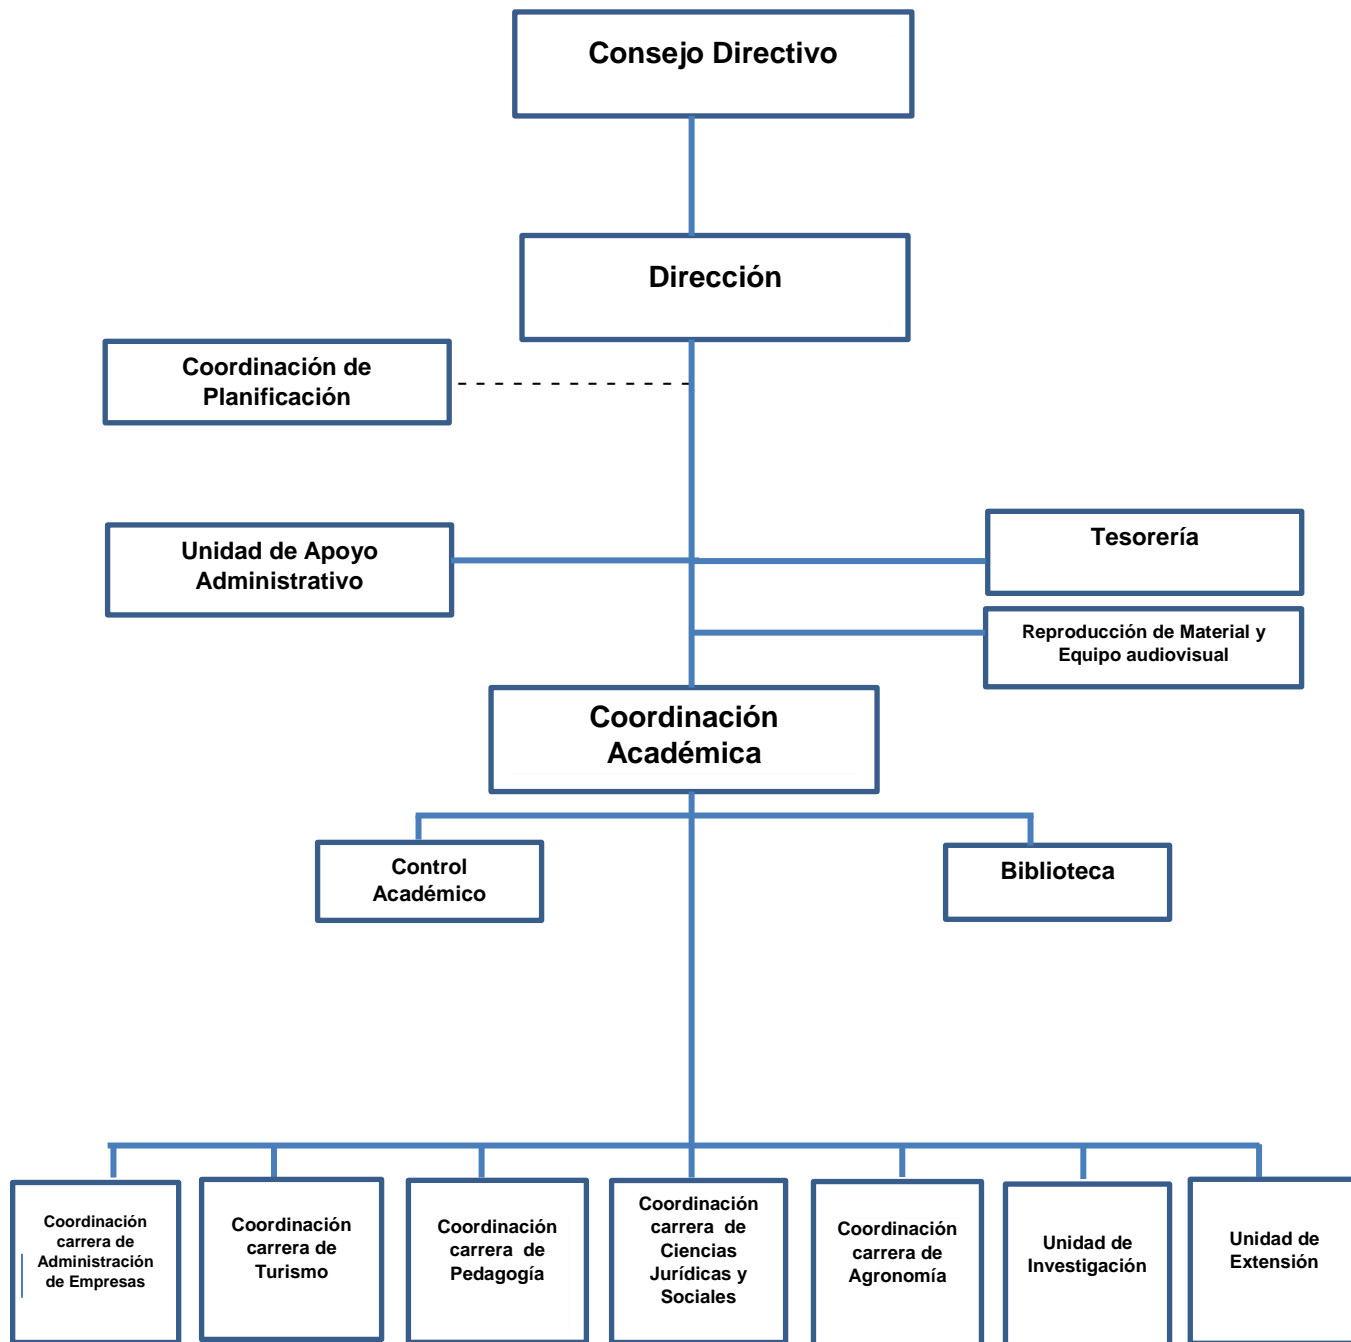 Consejo Directivo
Dirección
Coordinación de
Planificación
Unidad de Apoyo
Administrativo
Tesorería
Reproducción de Material y
Equipo audiovisual
Coordinación
Académica
Control
Académico
Biblioteca
Coordinación
carrera de
Administración
de Empresas
Coordinación
carrera de
Turismo
Coordinación
carrera de
Pedagogía
Coordinación
carrera de
Ciencias
Jurídicas y
Sociales
Coordinación
carrera de
Agronomía
Unidad de
Investigación
Unidad de
Extensión